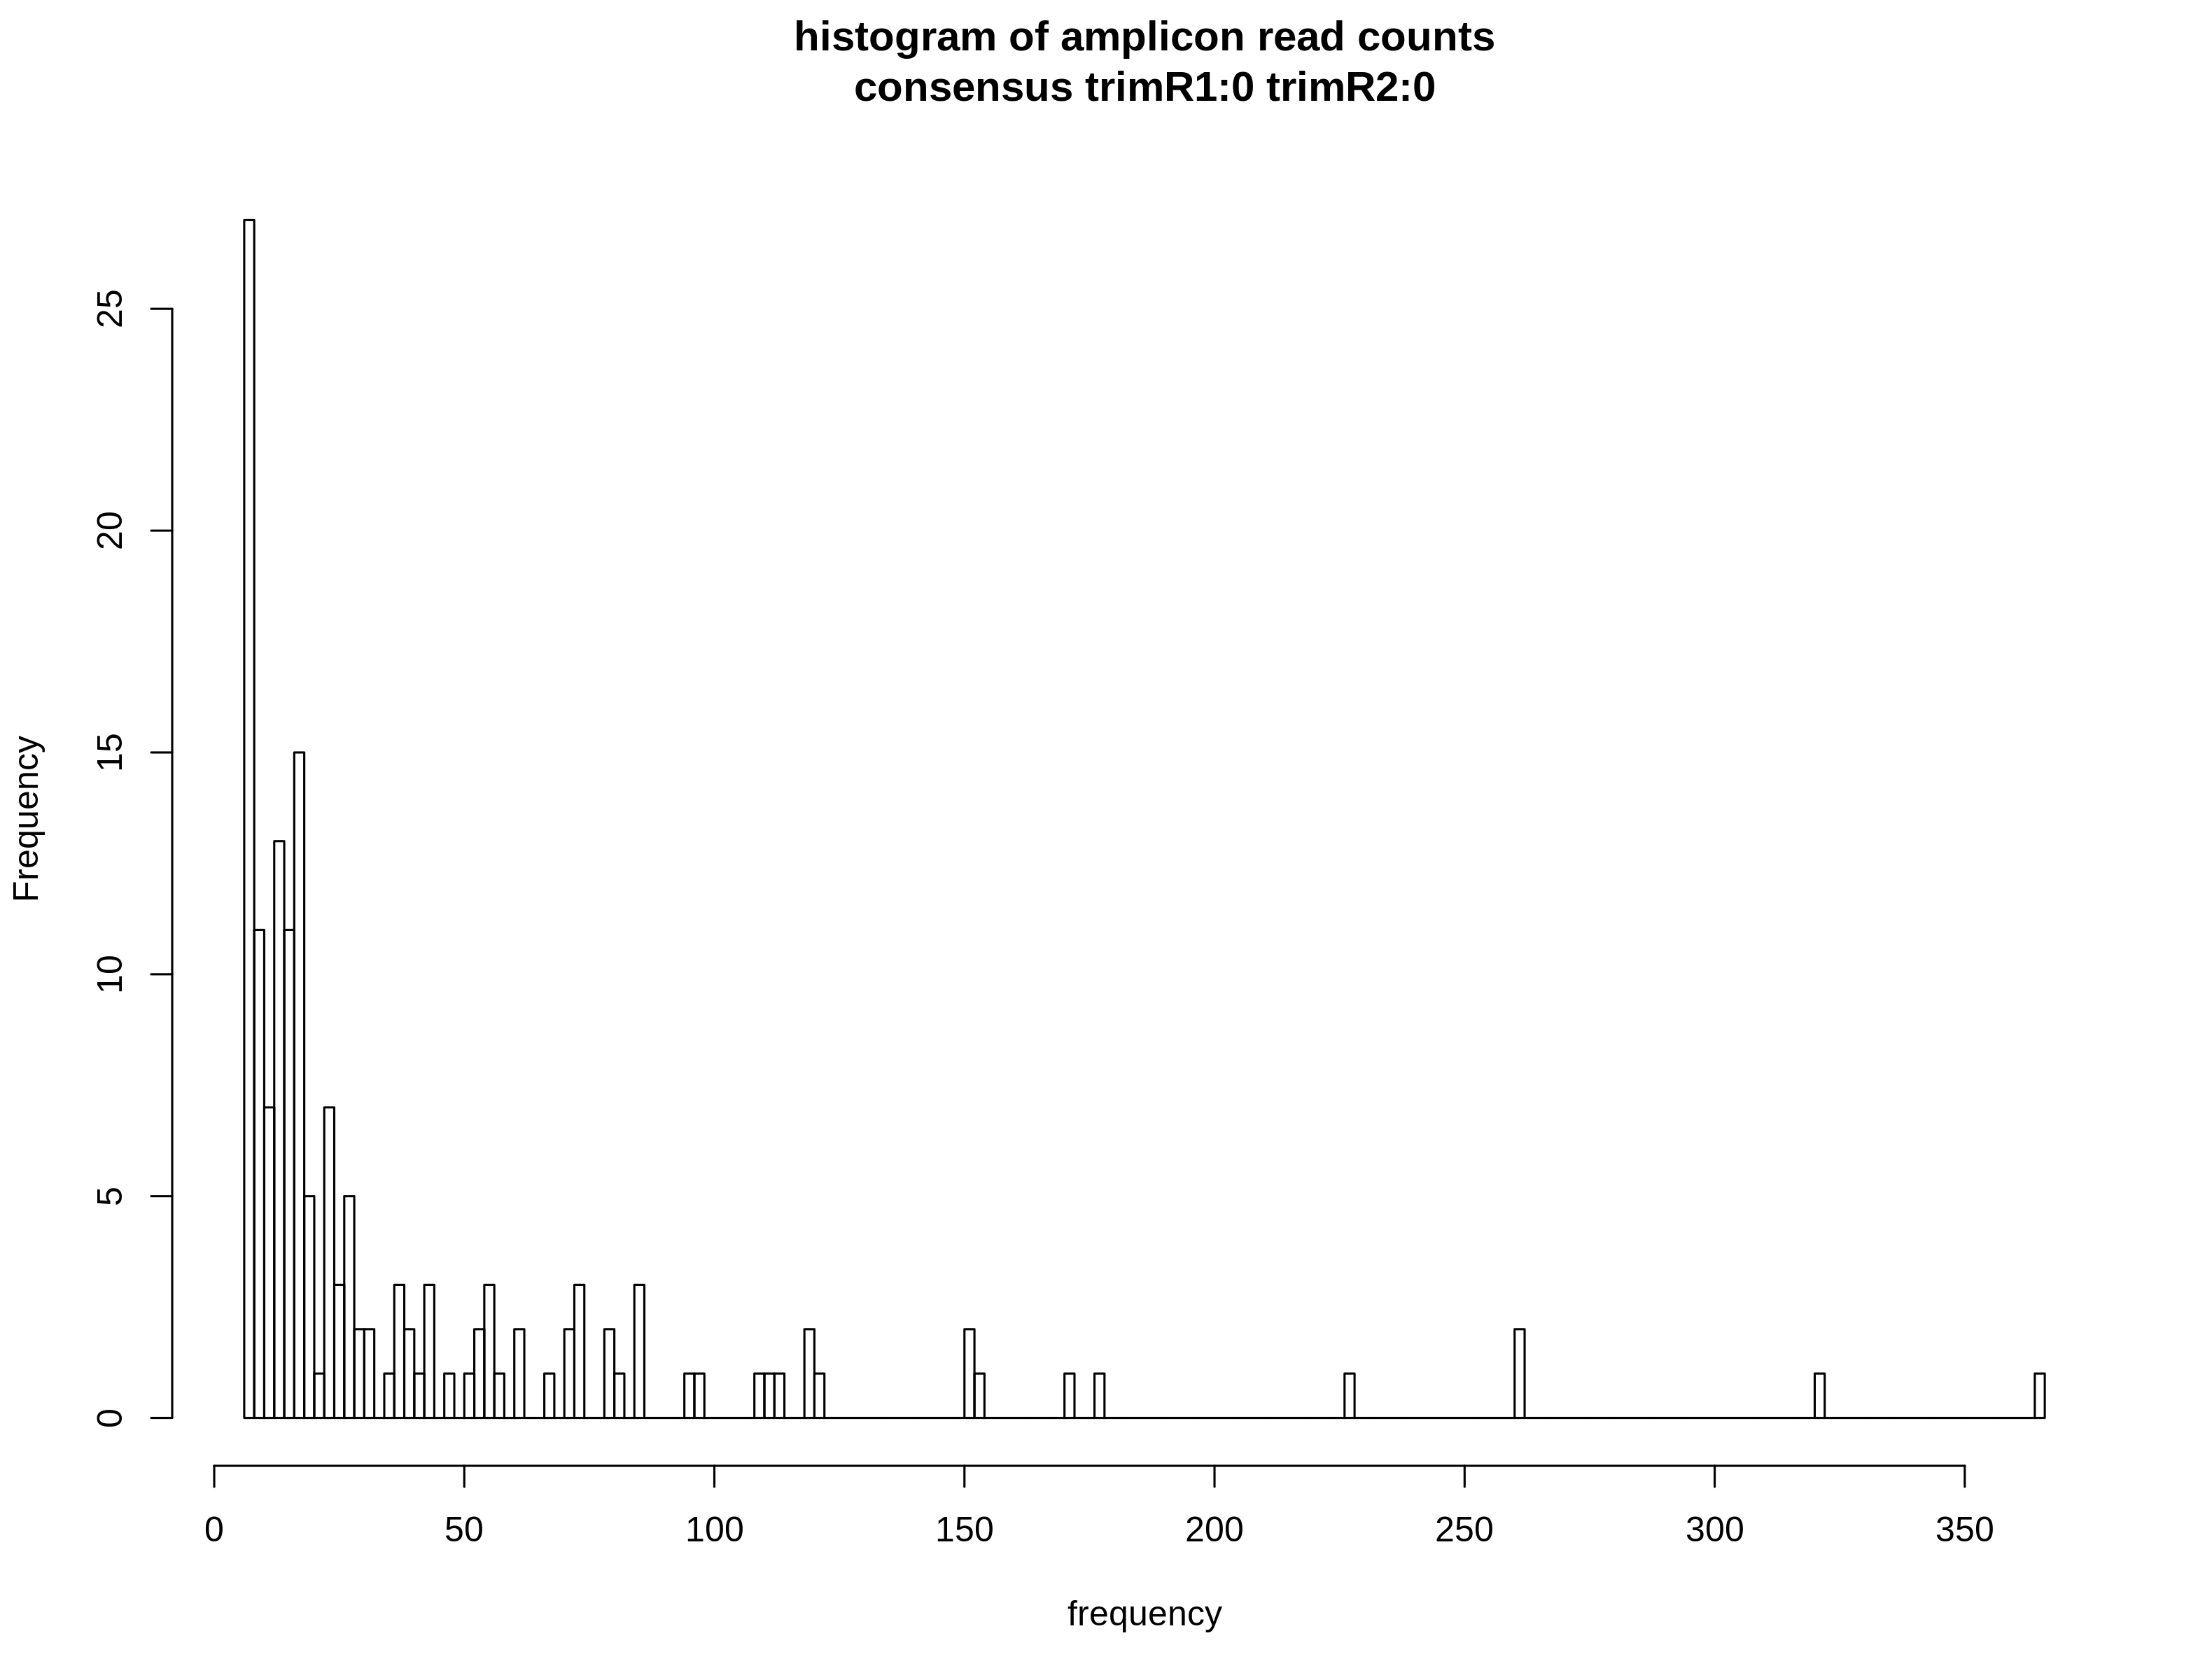 histogram of amplicon read counts
consensus trimR1:0 trimR2:0
Frequency
25
20
15
10
5
0
0 50 100 150 200 250 300 350
frequency